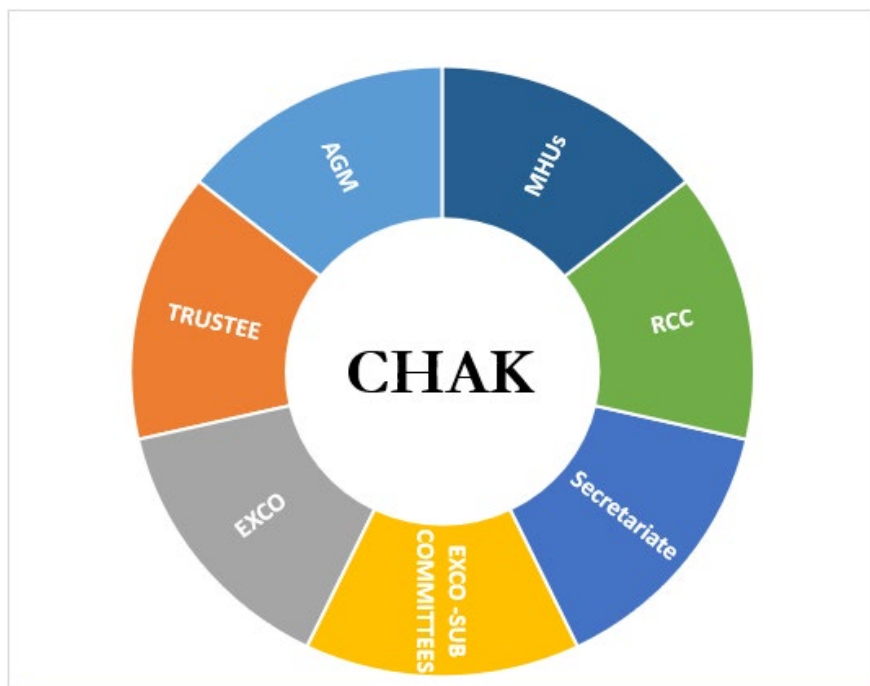 AGM
MHUs
TRUSTEE
RCC
CHAK
EXCO
Secretariate
EXCO -SUB
COMMITTEES